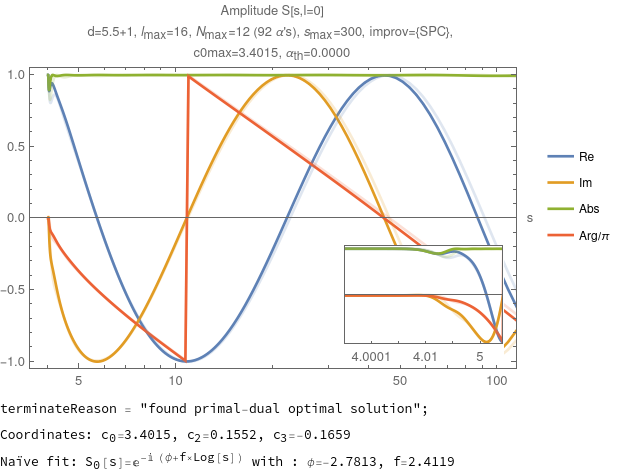 Amplitude S[s,l=0]
d=5.5+1, lmax=16, Nmax=12 (92 α's), smax=300, improv={SPC},
c0max=3.4015, αth=0.0000
1.0
0.5
0.0
−0.5
−1.0
s
Re
Im
Abs
Arg/π
4.0001 4.01 5
5 10 50 100
terminateReason = "found primal-dual optimal solution";
Coordinates: c0=3.4015, c2=0.1552, c3=-0.1659
Naïve fit: S0[s]=e^-i (ϕ+f×Log[s]) with : ϕ=-2.7813, f=2.4119